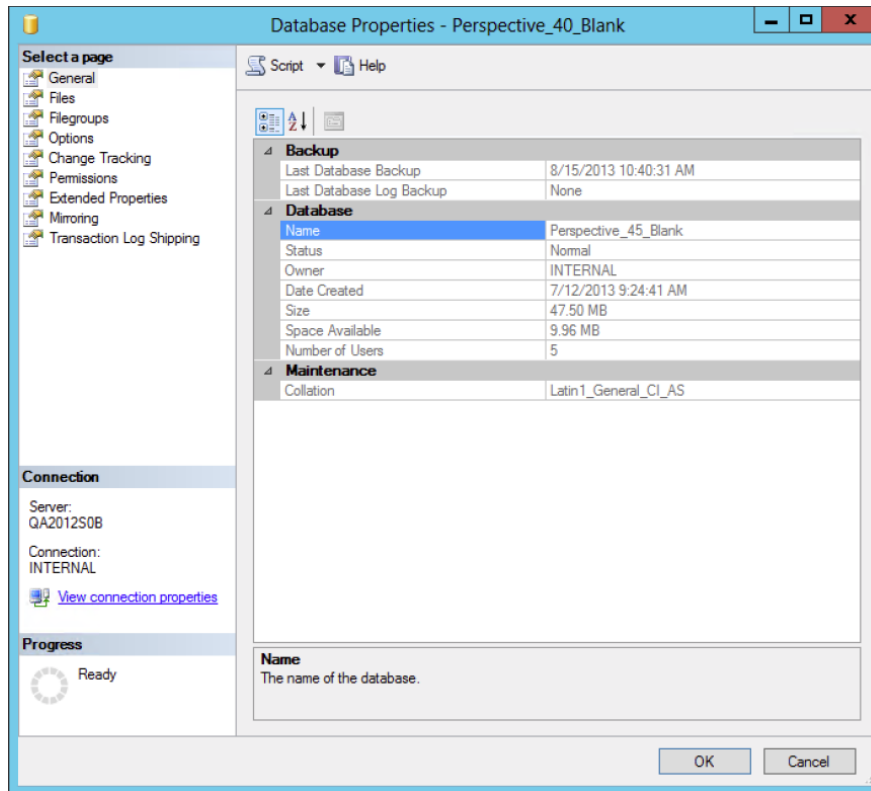 Database Properties - Perspective_40_Blank
Select a page
General
Files
Filegroups
Options
Change Tracking
Permissions
Extended Properties
Mirroring
Transaction Log Shipping
Connection
Server:
QA2012S0B
Connection:
INTERNAL
View connection properties
Progress
Ready
Script Help
Backup
Last Database Backup 8/15/2013 10:40:31 AM
Last Database Log Backup None
Database
Name Perspective_45_Blank
Status Normal
Owner INTERNAL
Date Created 7/12/2013 9:24:41 AM
Size 47.50 MB
Space Available 9.96 MB
Number of Users 5
Maintenance
Collation Latin1_General_CI_AS
Name
The name of the database.
OK Cancel